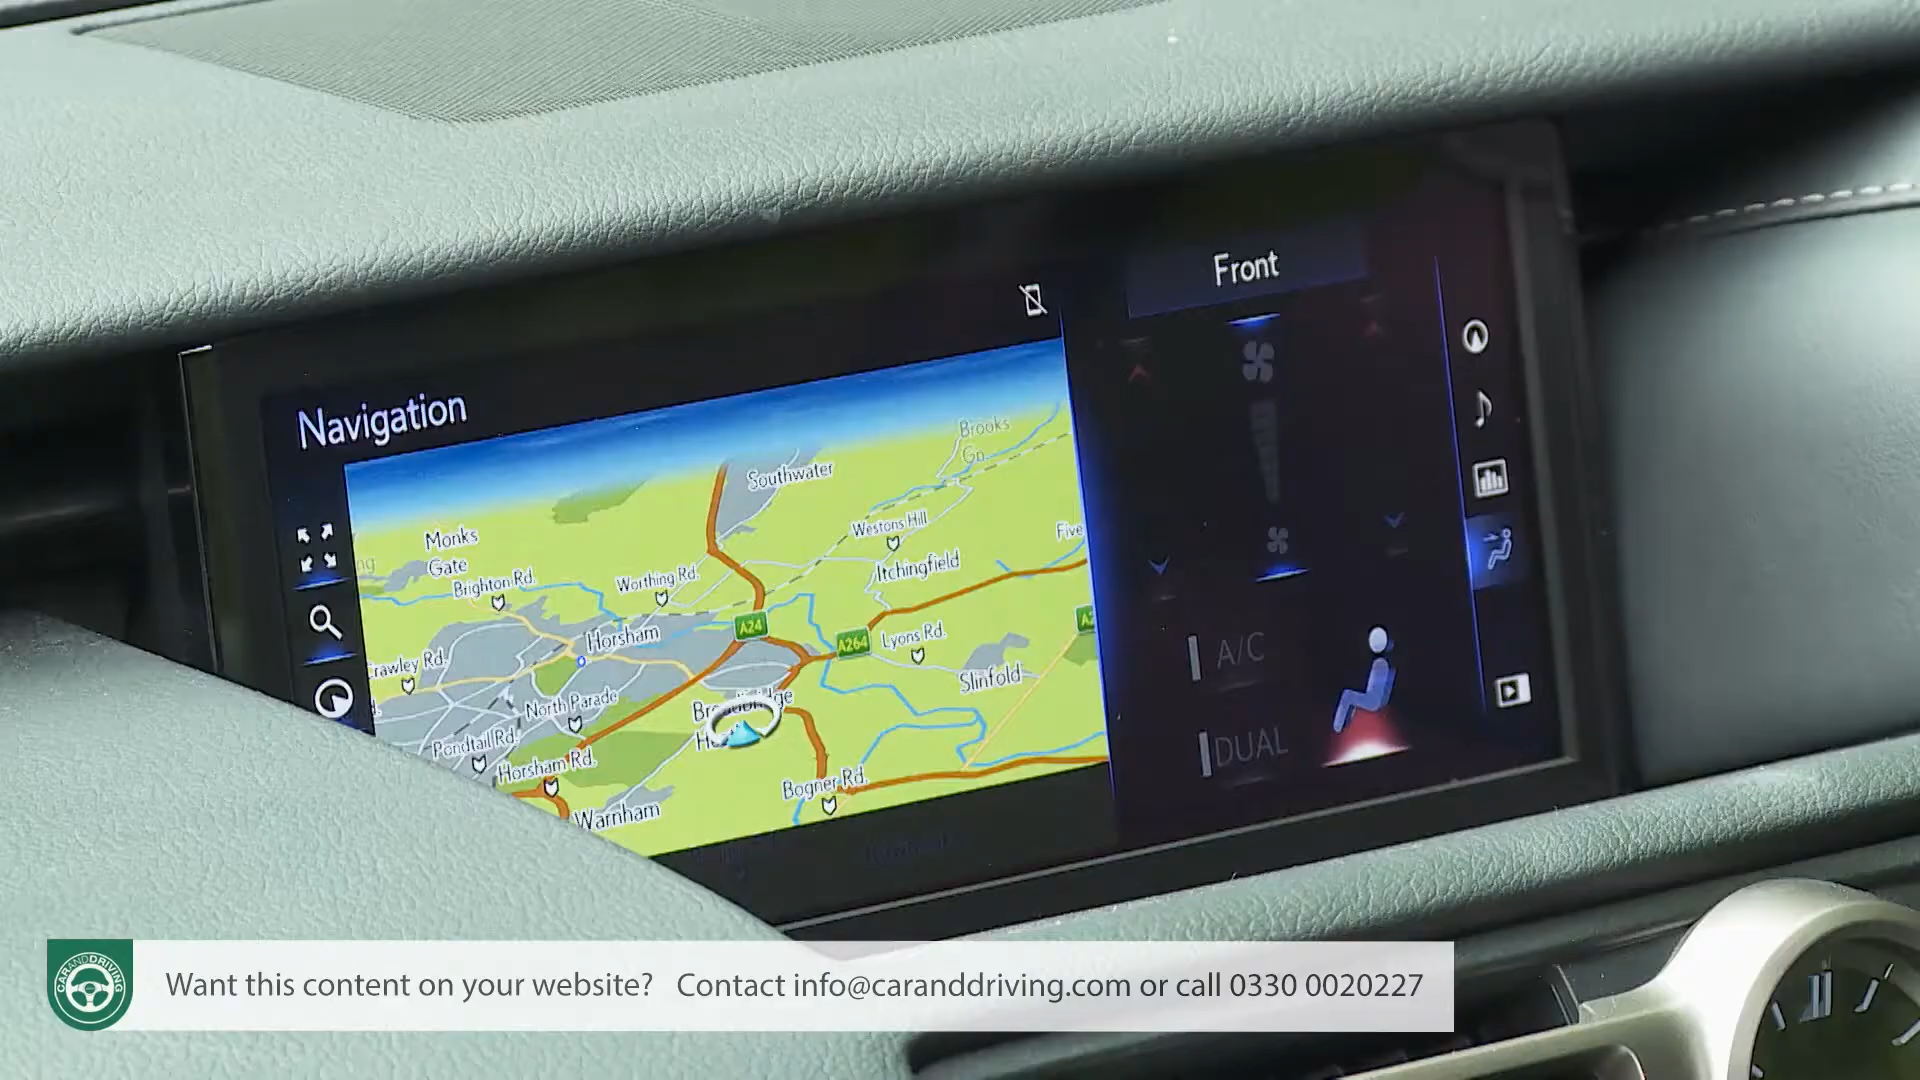 Front
Navigation
Brooks
Gn.
Southwater
Westons Hill
Five
Monks
Gate
Itchingfield
Brighton Rd.
Worthing Rd.
A24
Horsham
A264
Lyons Rd.
A/C
Crawley Rd.
Slinfold
North Parade
Pondtail Rd.
DUAL
Horsham Rd.
Bogner Rd.
Warnham
CARANDDRIVING
Want this content on your website? Contact info@caranddriving.com or call 0330 0020227